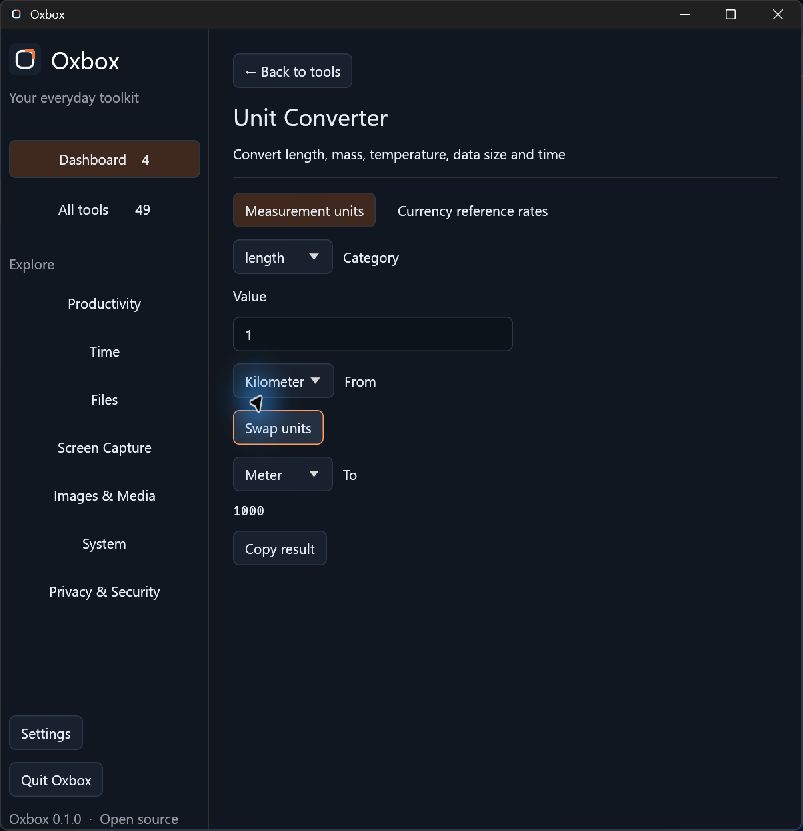 Oxbox
Oxbox
Your everyday toolkit
Dashboard 4
All tools 49
Explore
Productivity
Time
Files
Screen Capture
Images & Media
System
Privacy & Security
Settings
Quit Oxbox
Oxbox 0.1.0 · Open source
← Back to tools
Unit Converter
Convert length, mass, temperature, data size and time
Measurement units Currency reference rates
length Category
Value
1
Kilometer From
Swap units
Meter To
1000
Copy result